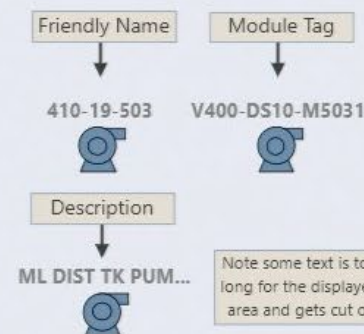 Friendly Name
Module Tag
410-19-503
V400-DS10-M5031
Description
ML DIST TK PUM...
Note some text is to
long for the display
area and gets cut o